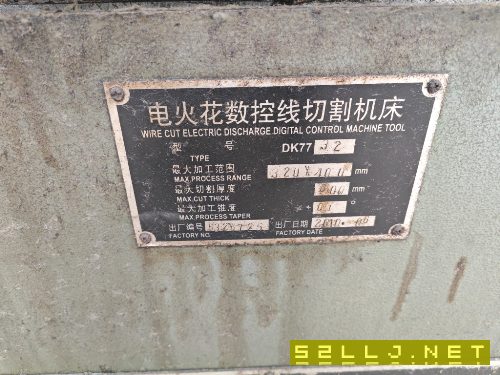 电火花数控线切割机床
WIRE CUT ELECTRIC DISCHARGE DIGITAL CONTROL MACHINE TOOL
型 号 DK77 32
TYPE
最大加工范围 320×400 mm
MAX.PROCESS RANGE
最大切割厚度 mm
MAX.CUT THICK
最大加工锥度 °
MAX.PROCESS TAPER
出厂编号 出厂日期
FACTORY NO. FACTORY DATE
52LLJ.NET